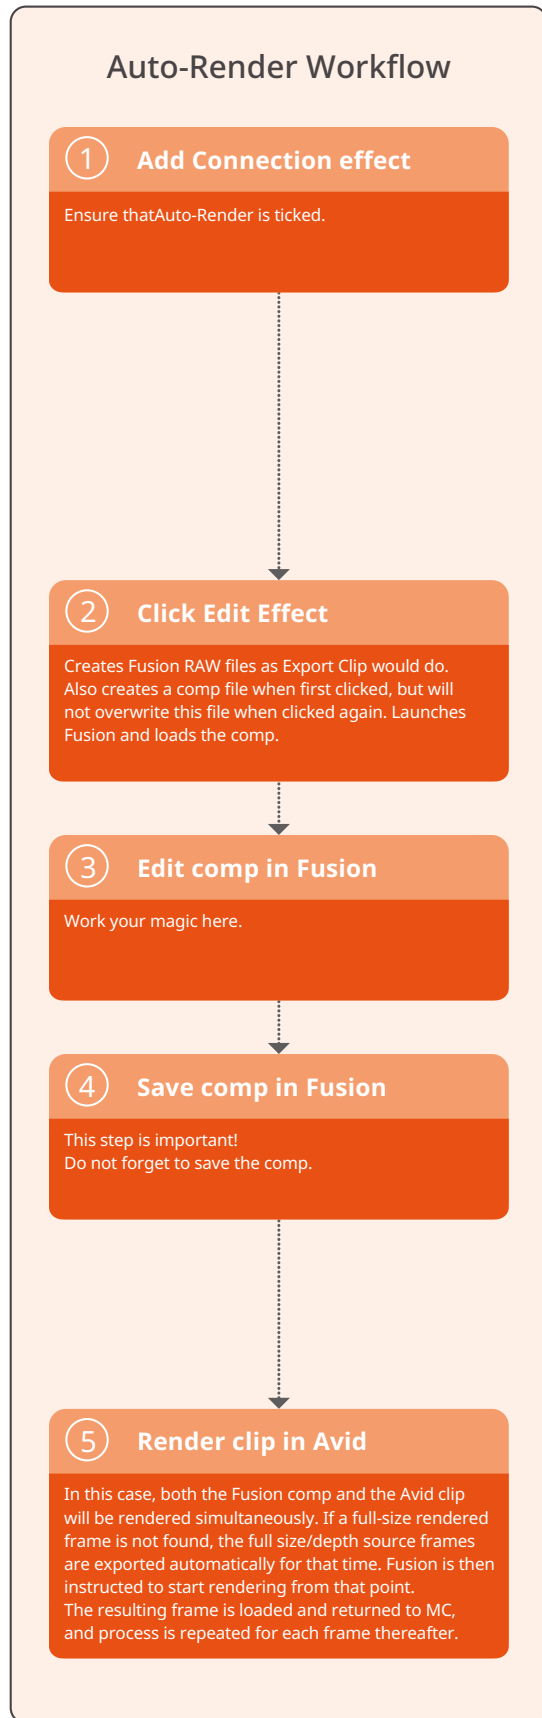 Auto-Render Workflow
1 Add Connection effect
Ensure thatAuto-Render is ticked.
2 Click Edit Effect
Creates Fusion RAW files as Export Clip would do.
Also creates a comp file when first clicked, but will
not overwrite this file when clicked again. Launches
Fusion and loads the comp.
3 Edit comp in Fusion
Work your magic here.
4 Save comp in Fusion
This step is important!
Do not forget to save the comp.
5 Render clip in Avid
In this case, both the Fusion comp and the Avid clip
will be rendered simultaneously. If a full-size rendered
frame is not found, the full size/depth source frames
are exported automatically for that time. Fusion is then
instructed to start rendering from that point.
The resulting frame is loaded and returned to MC,
and process is repeated for each frame thereafter.